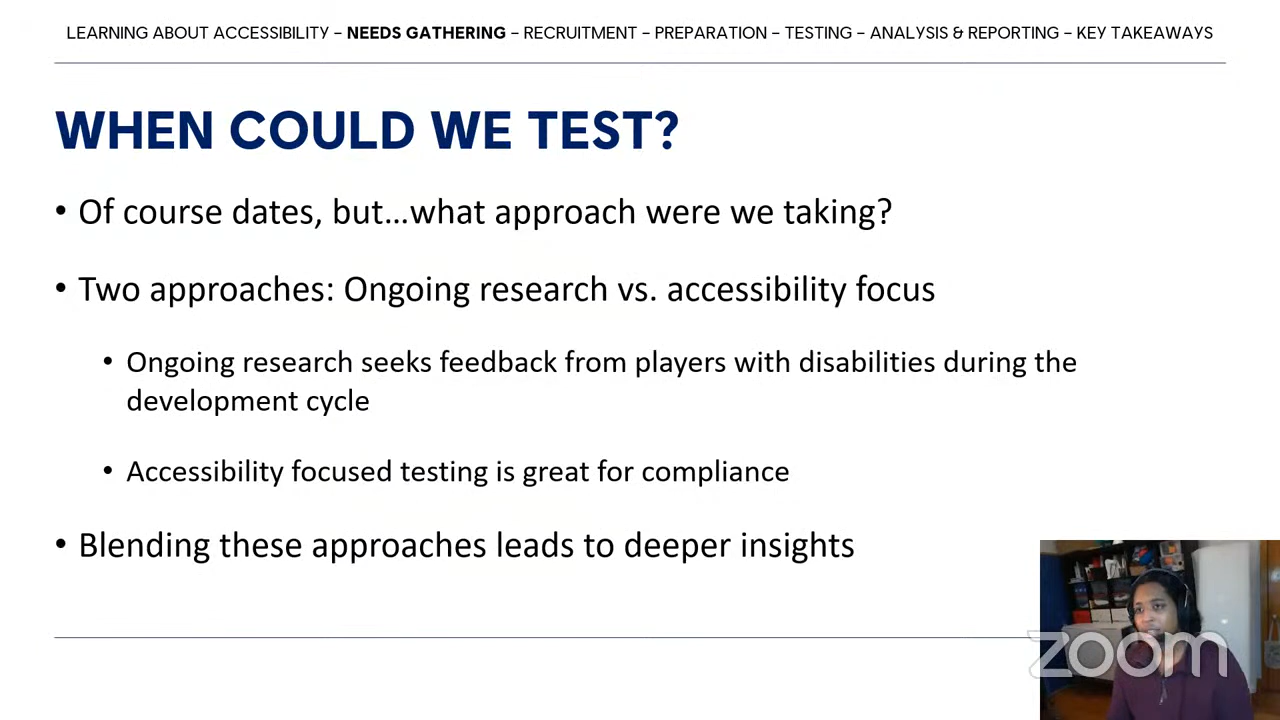 LEARNING ABOUT ACCESSIBILITY – NEEDS GATHERING – RECRUITMENT – PREPARATION – TESTING – ANALYSIS & REPORTING – KEY TAKEAWAYS
WHEN COULD WE TEST?
• Of course dates, but...what approach were we taking?
• Two approaches: Ongoing research vs. accessibility focus
• Ongoing research seeks feedback from players with disabilities during the
development cycle
• Accessibility focused testing is great for compliance
• Blending these approaches leads to deeper insights
zoom